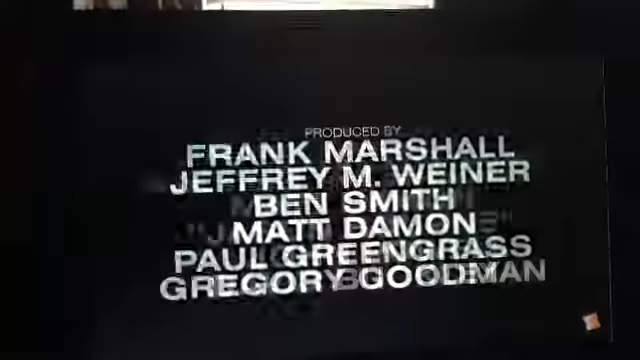 PRODUCED BY
FRANK MARSHALL
JEFFREY M. WEINER
BEN SMITH
MATT DAMON
PAUL GREENGRASS
GREGORY GOODMAN